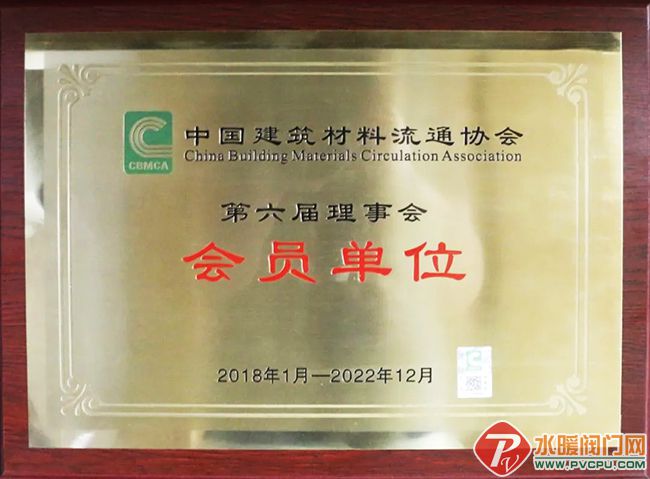 中国建筑材料流通协会
China Building Materials Circulation Association
CBMCA
第六届理事会
会员单位
2018年1月—2022年12月
水暖阀门网
WWW.PVCPU.COM